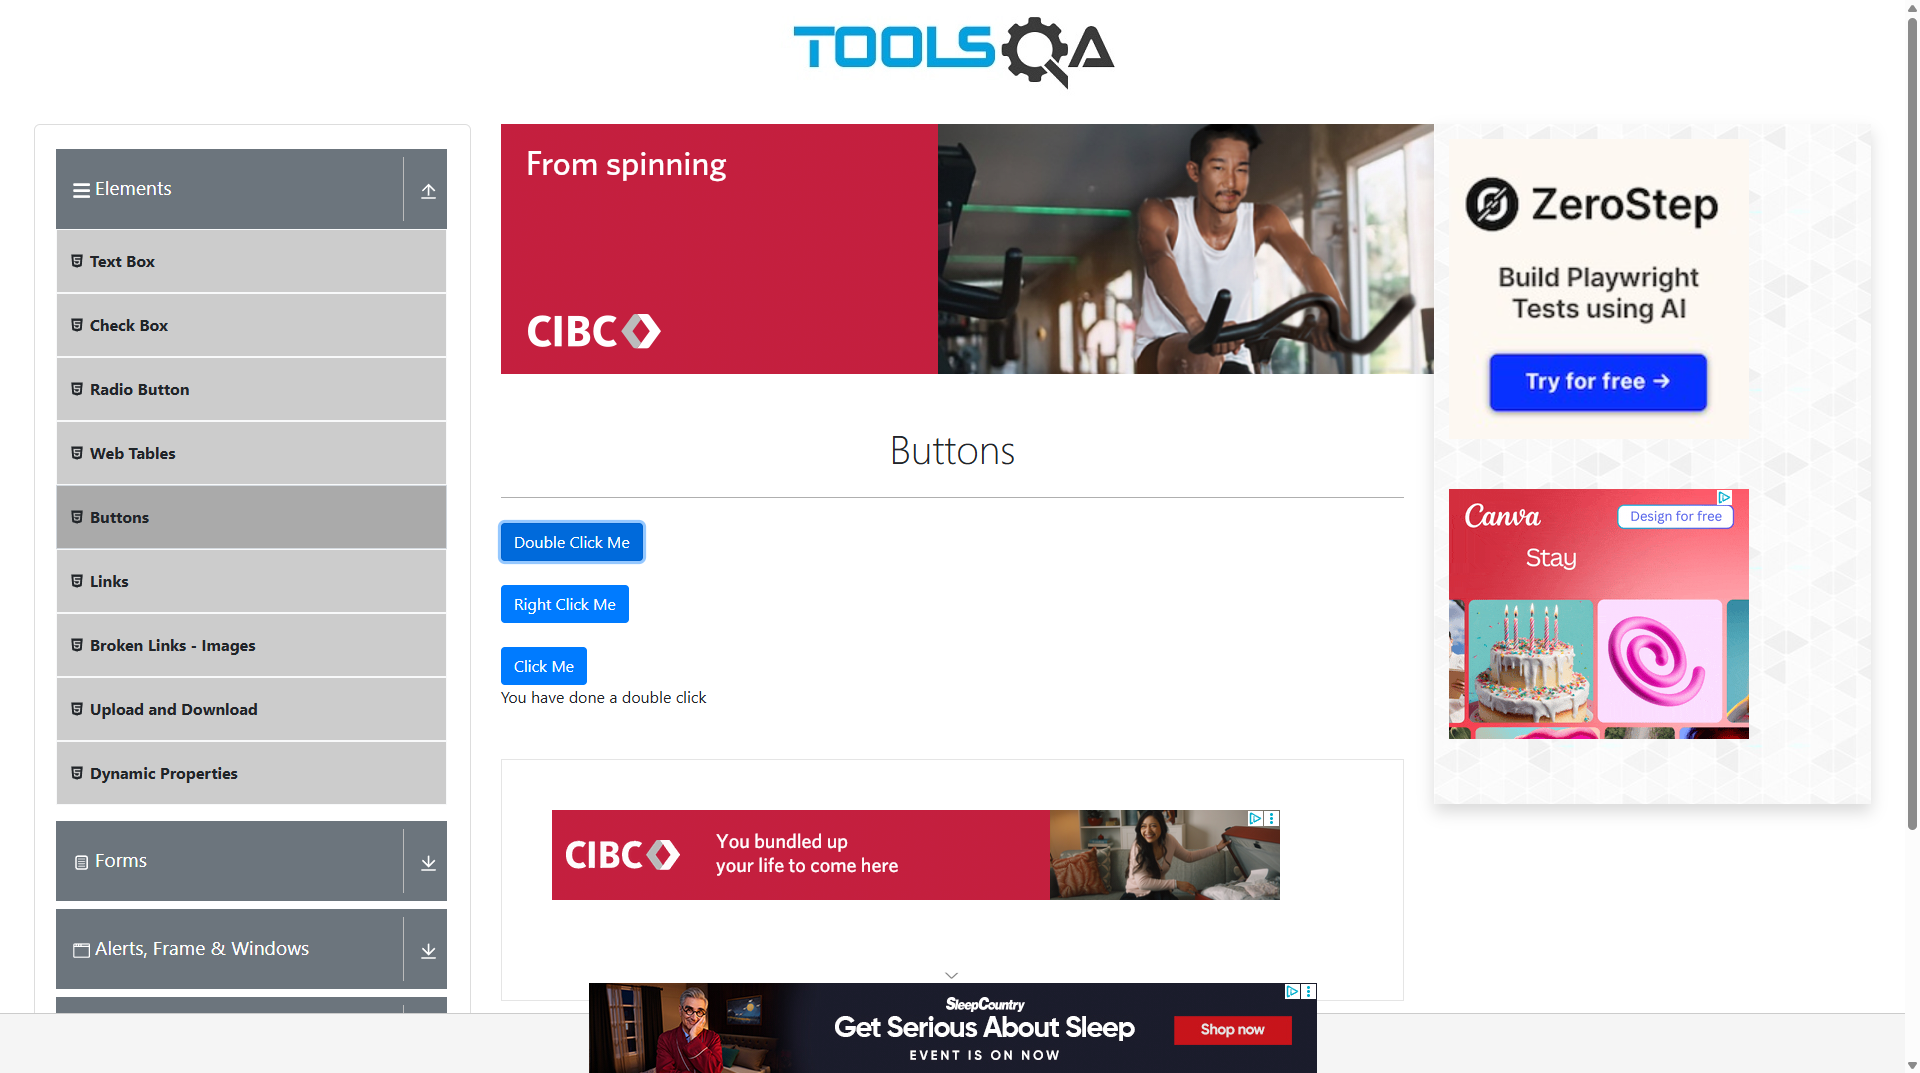 TOOLSQA
Elements
Text Box
Check Box
Radio Button
Web Tables
Buttons
Links
Broken Links - Images
Upload and Download
Dynamic Properties
Forms
Alerts, Frame & Windows
From spinning
CIBC
Buttons
Double Click Me
Right Click Me
Click Me
You have done a double click
CIBC
You bundled up
your life to come here
SleepCountry
Get Serious About Sleep
EVENT IS ON NOW
Shop now
ZeroStep
Build Playwright
Tests using AI
Try for free →
Canva
Design for free
Stay